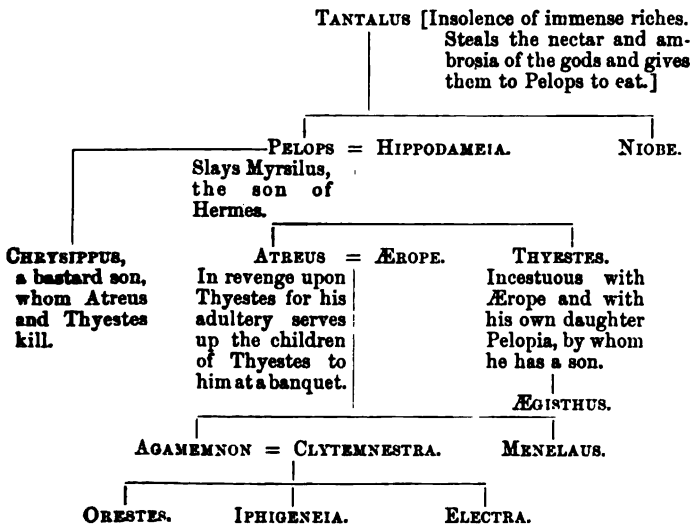 TANTALUS [Insolence of immense riches.
Steals the nectar and am-
brosia of the gods and gives
them to Pelops to eat.]
PELOPS = HIPPODAMEIA. NIOBE.
Slays Myrsilus,
the son of
Hermes.
CHRYSIPPUS,
a bastard son,
whom Atreus
and Thyestes
kill.
ATREUS = ÆROPE.
In revenge upon
Thyestes for his
adultery serves
up the children
of Thyestes to
him at a banquet.
THYESTES.
Incestuous with
Ærope and with
his own daughter
Pelopia, by whom
he has a son.
ÆGISTHUS.
AGAMEMNON = CLYTEMNESTRA. MENELAUS.
ORESTES. IPHIGENEIA. ELECTRA.